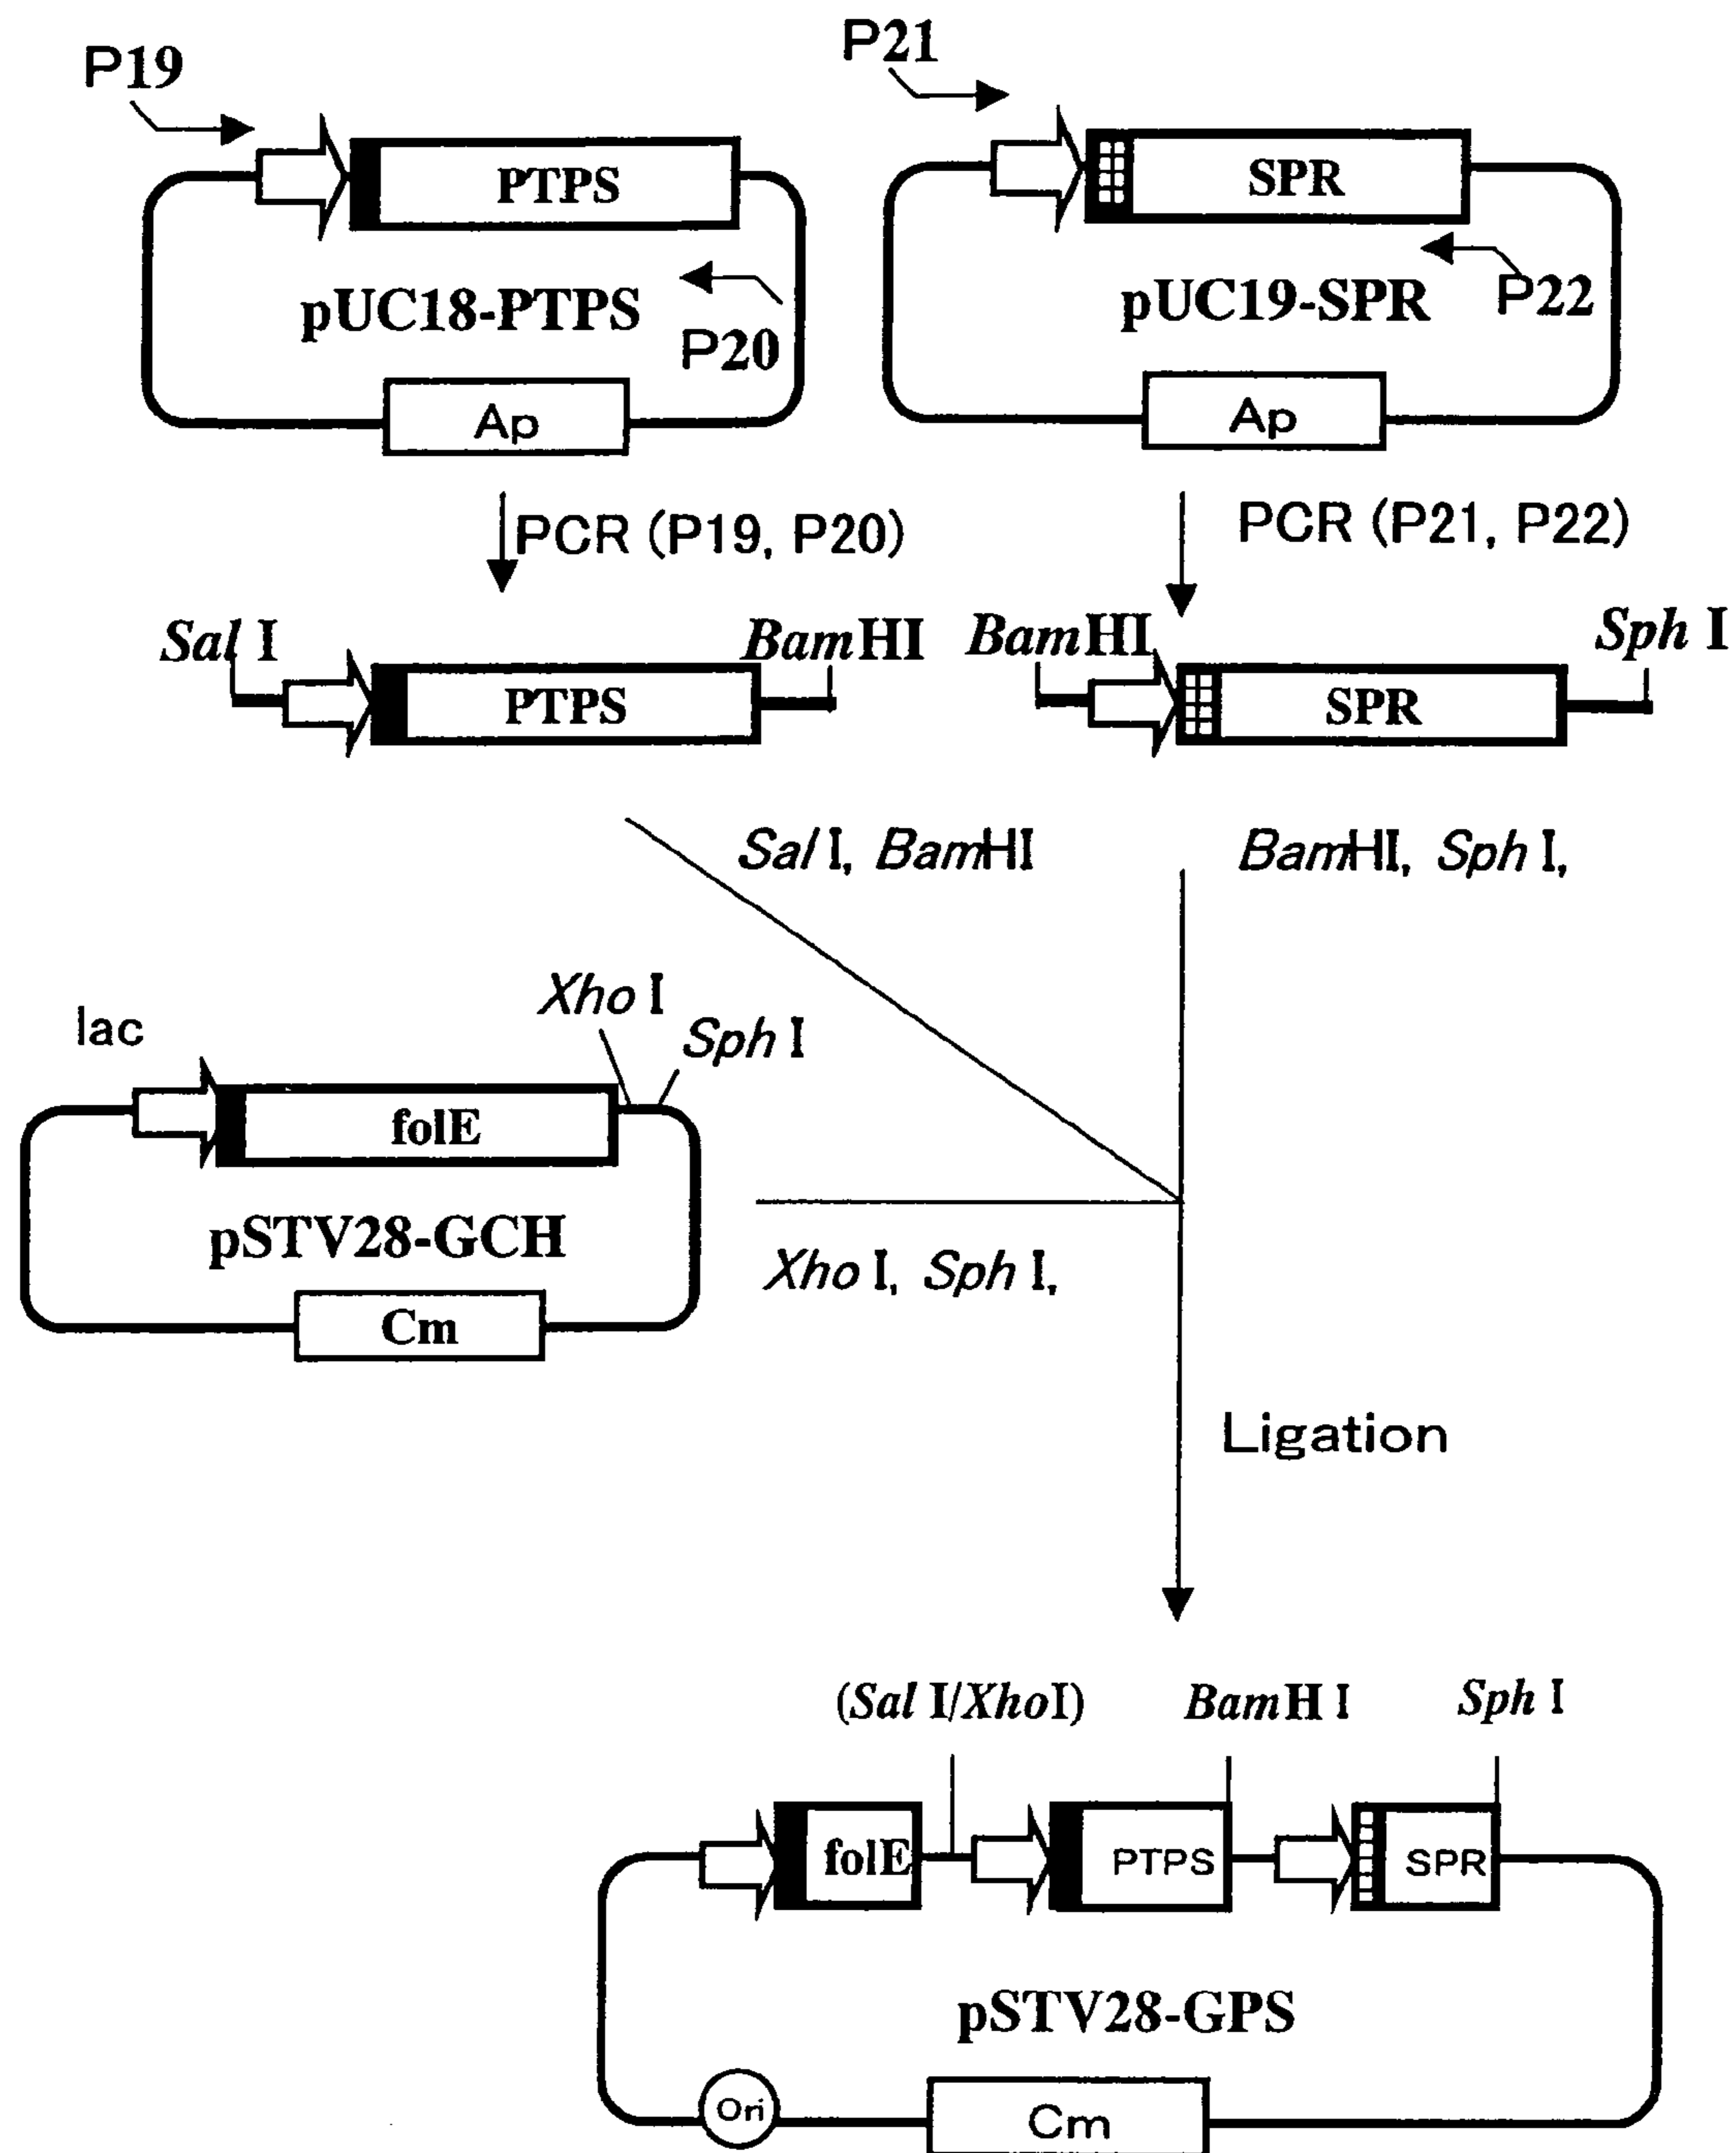 P19
P21
PTPS
SPR
pUC18-PTPS
pUC19-SPR
P20
P22
Ap
Ap
PCR (P19, P20)
PCR (P21, P22)
Sal I
BamHI
BamHI
Sph I
PTPS
SPR
Sal I, BamHI
BamHI, Sph I,
lac
Xho I
Sph I
folE
pSTV28-GCH
Xho I, Sph I,
Cm
Ligation
(Sal I/XhoI)
BamH I
Sph I
folE
PTPS
SPR
pSTV28-GPS
Ori
Cm